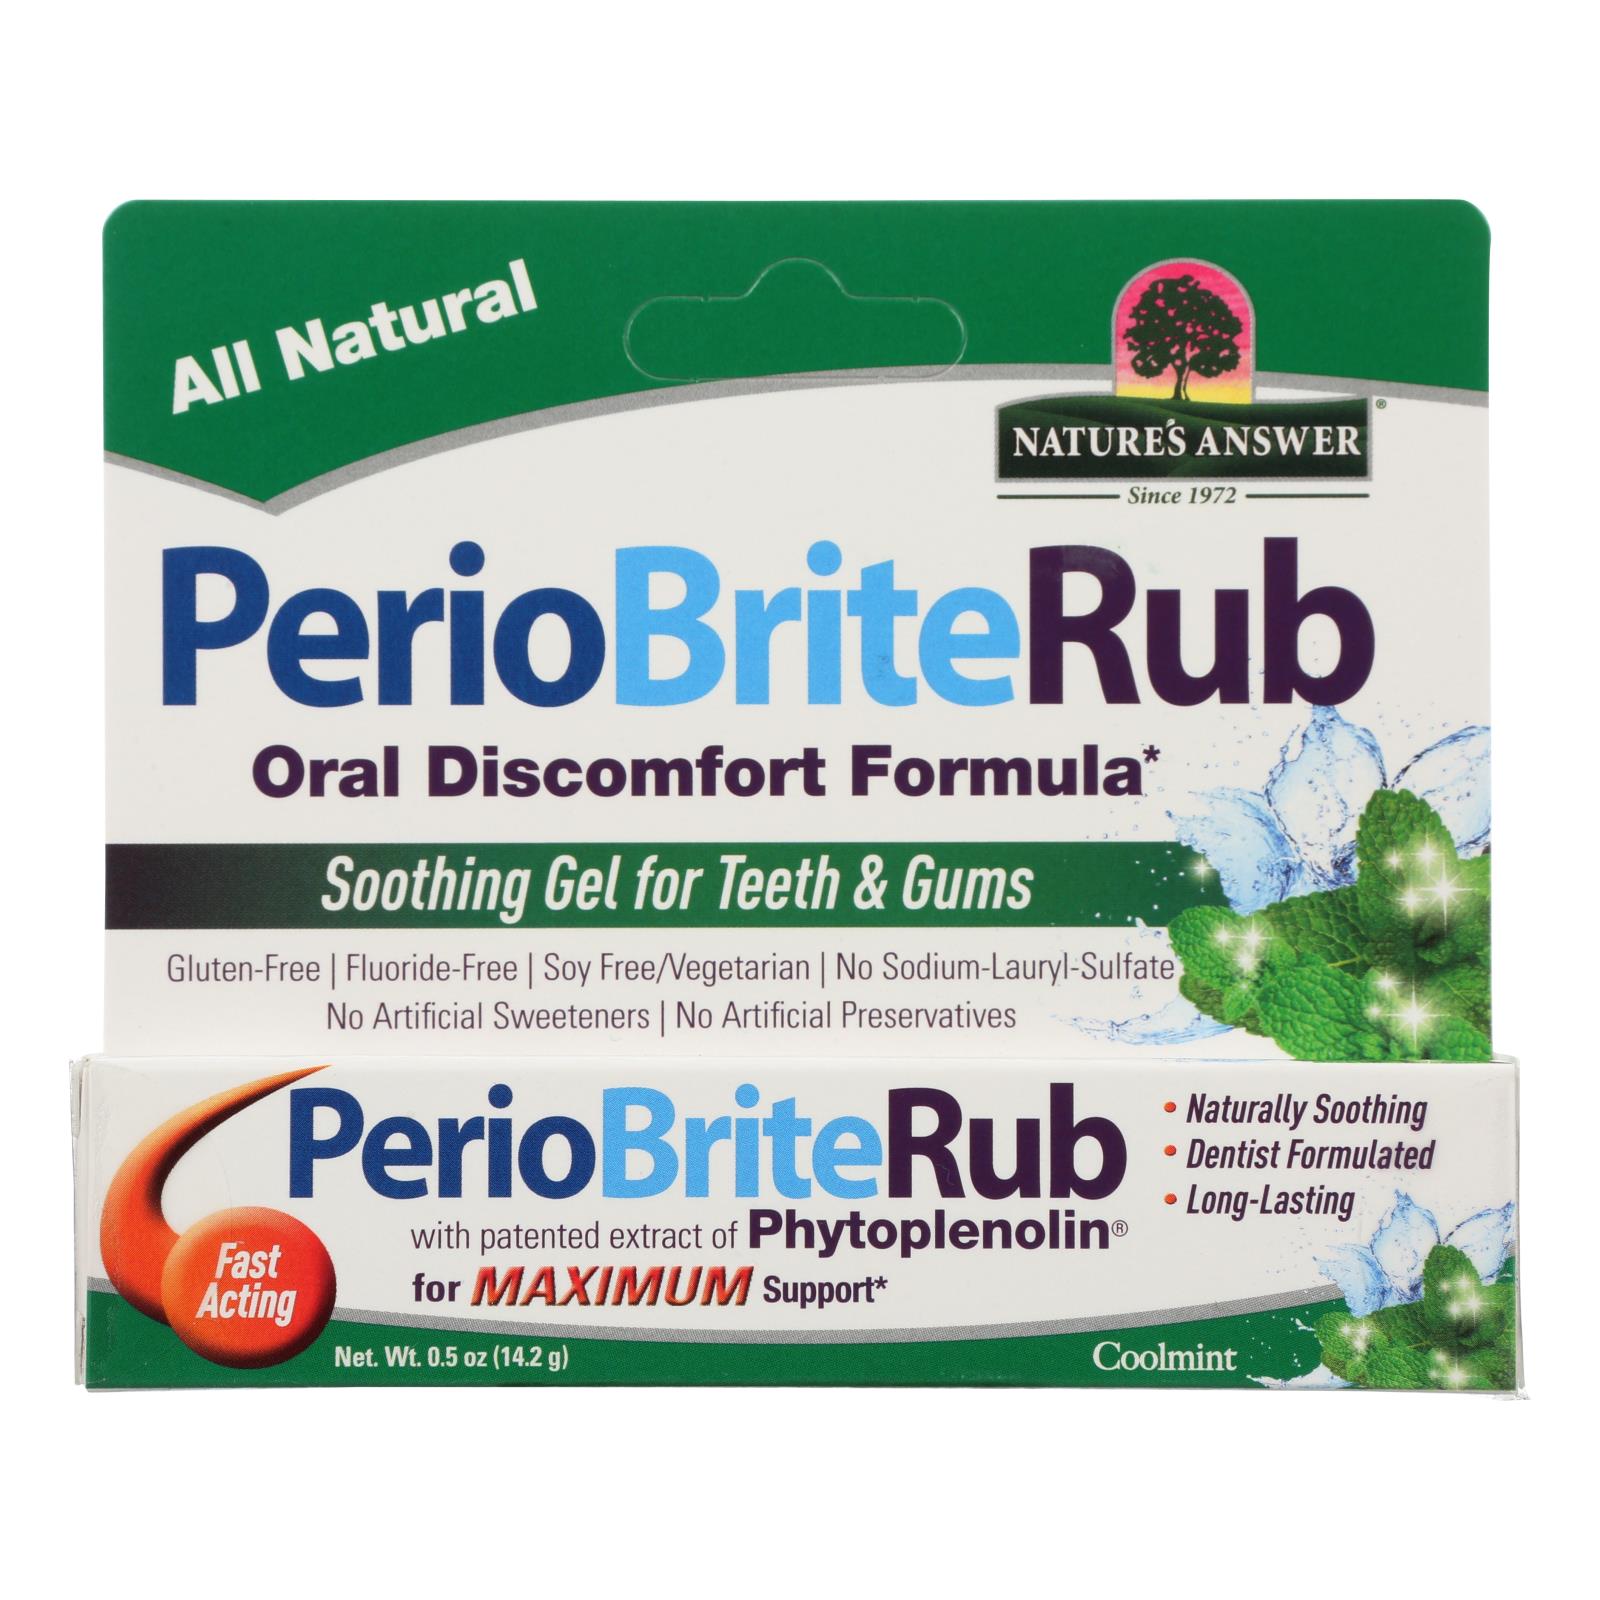 All Natural
NATURE'S ANSWER®
Since 1972
PerioBriteRub
Oral Discomfort Formula*
Soothing Gel for Teeth & Gums
Gluten-Free | Fluoride-Free | Soy Free/Vegetarian | No Sodium-Lauryl-Sulfate
No Artificial Sweeteners | No Artificial Preservatives
PerioBriteRub
with patented extract of Phytoplenolin®
for MAXIMUM Support*
• Naturally Soothing
• Dentist Formulated
• Long-Lasting
Fast
Acting
Net. Wt. 0.5 oz (14.2 g)
Coolmint